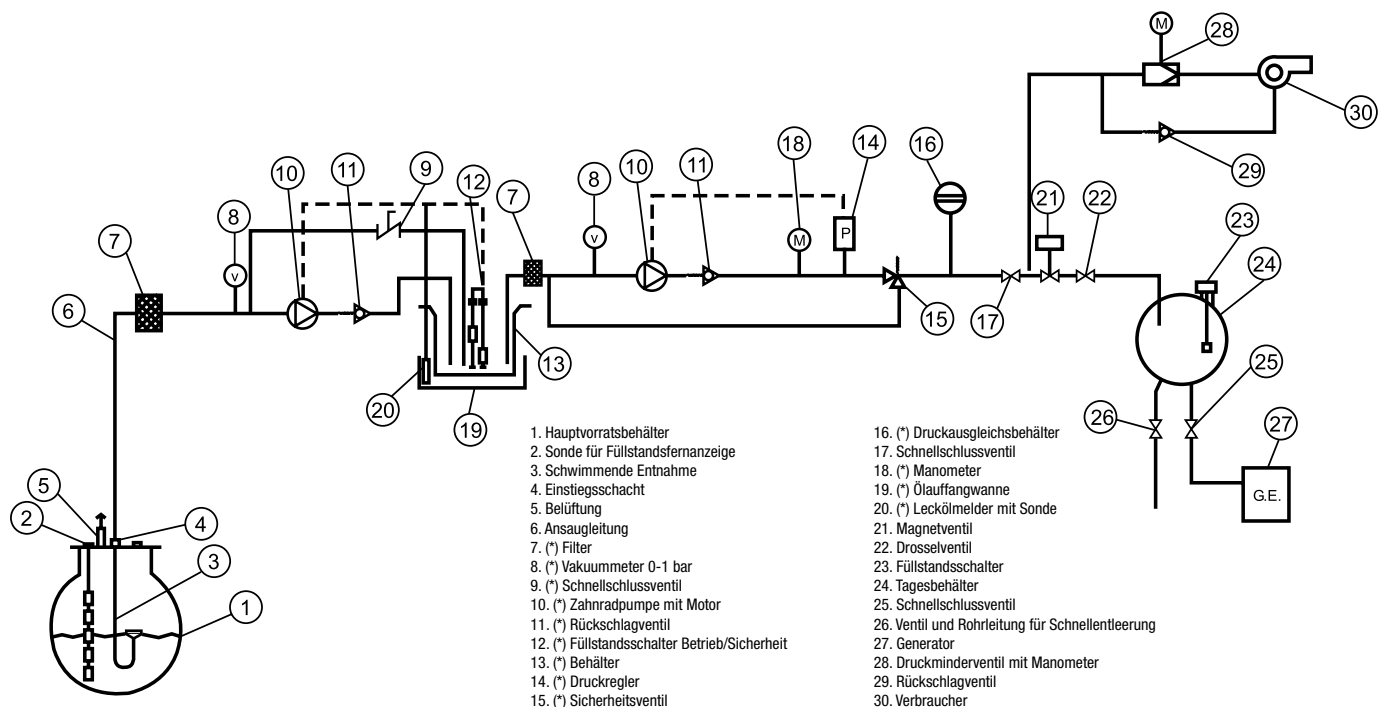 M
28
30
29
10
11
9
12
7
8
10
11
18
14
16
21
22
23
24
8
7
v
v
M
P
6
13
15
17
20
19
25
26
27
G.E.
5
2
4
3
1
1. Hauptvorratsbehälter
2. Sonde für Füllstandsfernanzeige
3. Schwimmende Entnahme
4. Einstiegsschacht
5. Belüftung
6. Ansaugleitung
7. (*) Filter
8. (*) Vakuummeter 0-1 bar
9. (*) Schnellschlussventil
10. (*) Zahnradpumpe mit Motor
11. (*) Rückschlagventil
12. (*) Füllstandsschalter Betrieb/Sicherheit
13. (*) Behälter
14. (*) Druckregler
15. (*) Sicherheitsventil
16. (*) Druckausgleichsbehälter
17. Schnellschlussventil
18. (*) Manometer
19. (*) Ölauffangwanne
20. (*) Leckölmelder mit Sonde
21. Magnetventil
22. Drosselventil
23. Füllstandsschalter
24. Tagesbehälter
25. Schnellschlussventil
26. Ventil und Rohrleitung für Schnellentleerung
27. Generator
28. Druckminderventil mit Manometer
29. Rückschlagventil
30. Verbraucher